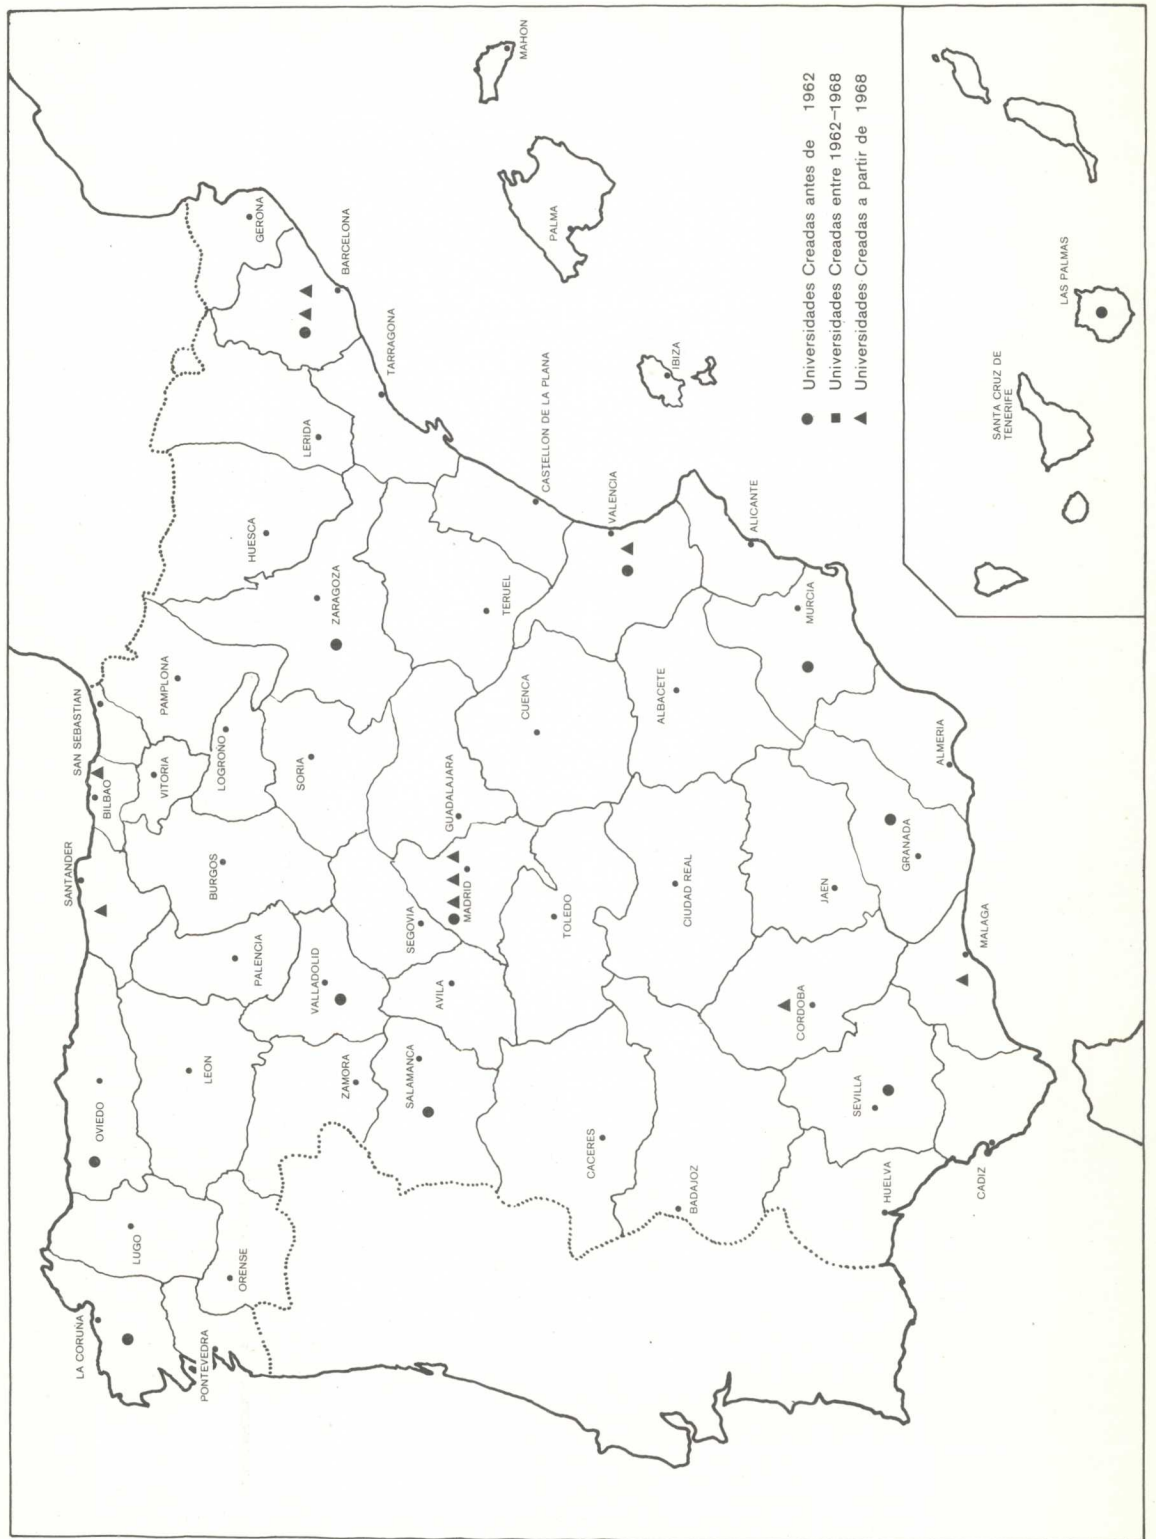 LA CORUÑA
LUGO
PONTEVEDRA
ORENSE
OVIEDO
LEON
ZAMORA
SANTANDER
PALENCIA
BURGOS
VALLADOLID
BILBAO
SAN SEBASTIAN
VITORIA
PAMPLONA
LOGROÑO
SORIA
HUESCA
ZARAGOZA
TERUEL
LERIDA
GERONA
BARCELONA
TARRAGONA
SALAMANCA
AVILA
SEGOVIA
MADRID
GUADALAJARA
TOLEDO
CUENCA
CACERES
BADAJOZ
CIUDAD REAL
ALBACETE
CASTELLON DE LA PLANA
VALENCIA
ALICANTE
MURCIA
HUELVA
SEVILLA
CORDOBA
JAEN
GRANADA
ALMERIA
MALAGA
CADIZ
MAHON
PALMA
IBIZA
Universidades Creadas antes de 1962
Universidades Creadas entre 1962–1968
Universidades Creadas a partir de 1968
SANTA CRUZ DE
TENERIFE
LAS PALMAS